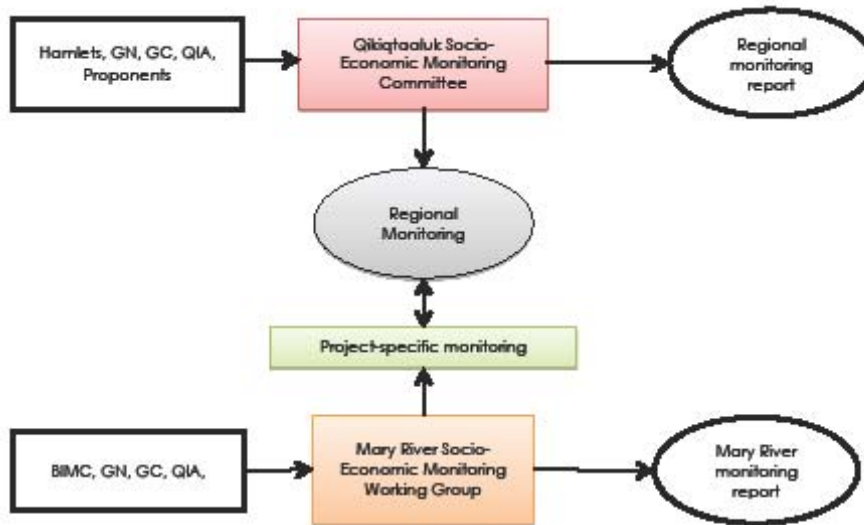 Hamlets, GN, GC, QIA,
Proponents
Qikiqtaaluk Socio-
Economic Monitoring
Committee
Regional
monitoring
report
Regional
Monitoring
Project-specific monitoring
BIMC, GN, GC, QIA,
Mary River Socio-
Economic Monitoring
Working Group
Mary River
monitoring
report